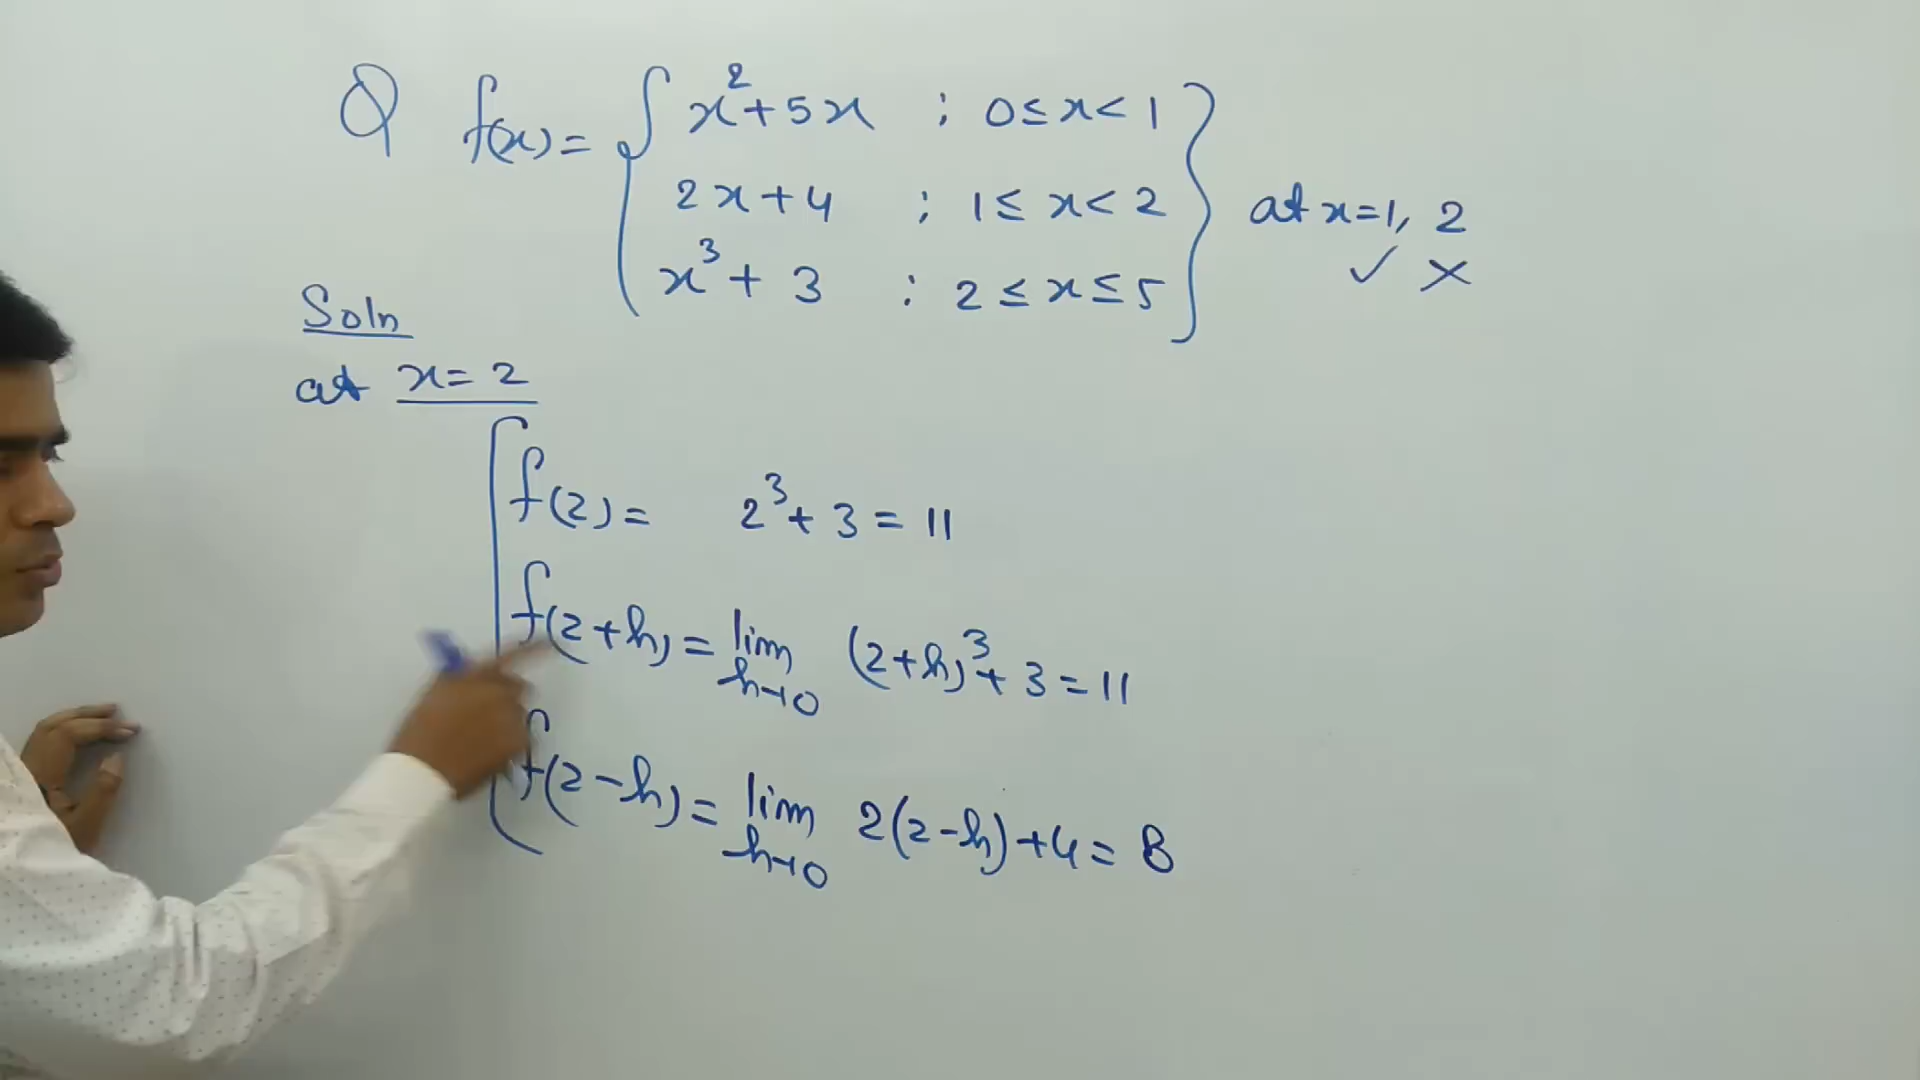 Q f(x) = { x²+5x ; 0≤x<1
2x+4 ; 1≤x<2 } at x=1, 2
✓ ×
x³+3 : 2≤x≤5
Soln
at x=2
f(2) = 2³+3=11
f(2+h) = lim h→0 (2+h)³+3=11
f(2-h) = lim h→0 2(2-h)+4=8